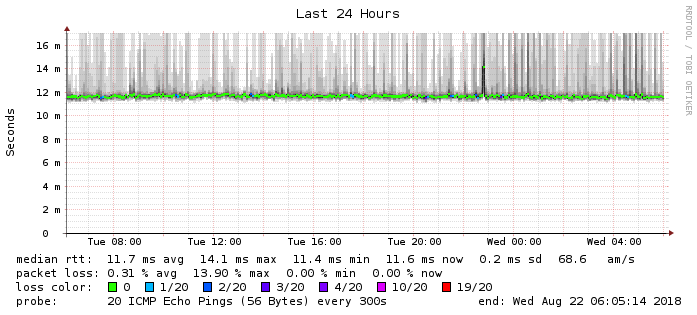 Last 24 Hours
RRDTOOL / TOBI OETIKER
Seconds
16 m
14 m
12 m
10 m
8 m
6 m
4 m
2 m
0
Tue 08:00 Tue 12:00 Tue 16:00 Tue 20:00 Wed 00:00 Wed 04:00
median rtt: 11.7 ms avg 14.1 ms max 11.4 ms min 11.6 ms now 0.2 ms sd 68.6 am/s
packet loss: 0.31 % avg 13.90 % max 0.00 % min 0.00 % now
loss color: 0 1/20 2/20 3/20 4/20 10/20 19/20
probe: 20 ICMP Echo Pings (56 Bytes) every 300s end: Wed Aug 22 06:05:14 2018